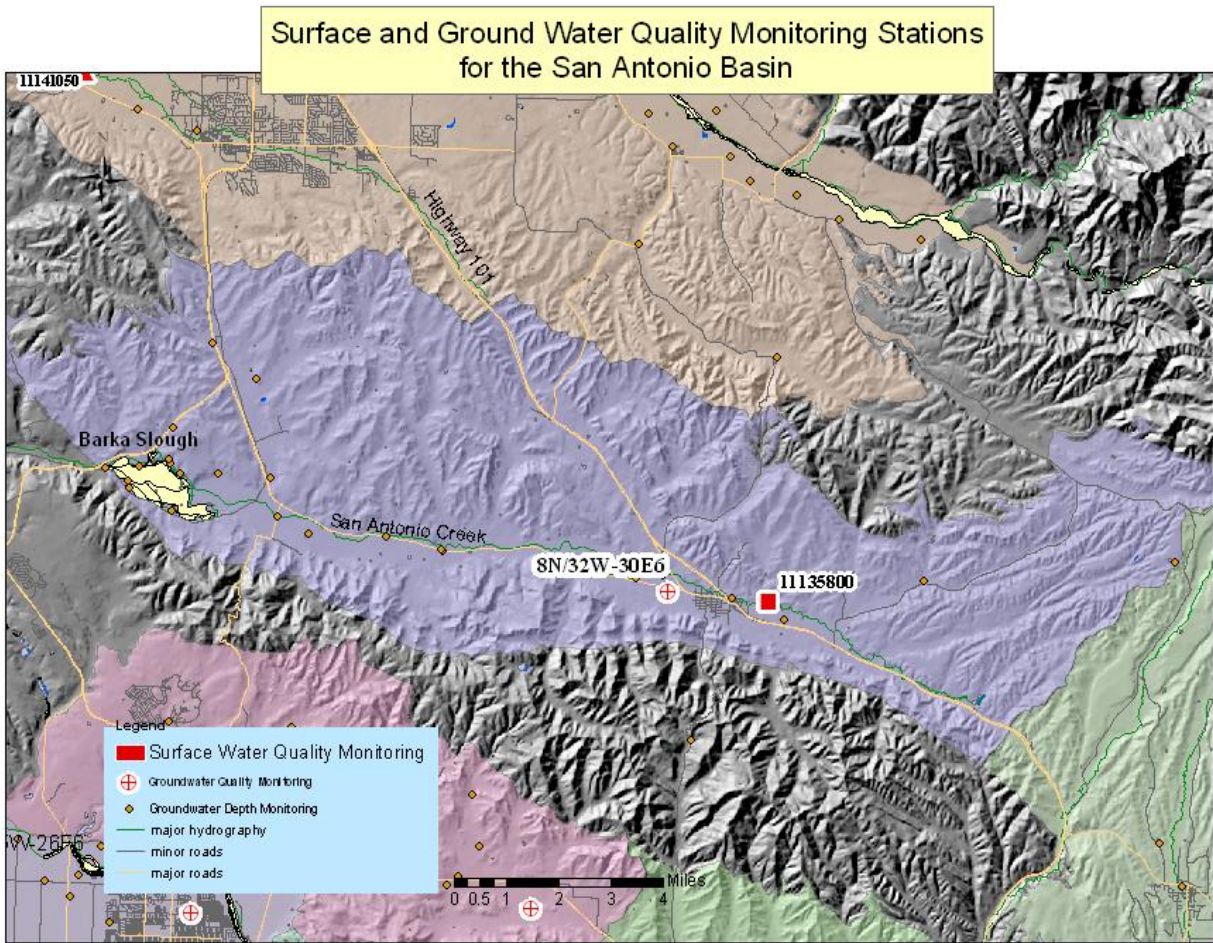 Surface and Ground Water Quality Monitoring Stations
for the San Antonio Basin
11141050
Highway 101
Barka Slough
San Antonio Creek
8N/32W-30E6
11135800
Legend
Surface Water Quality Monitoring
Groundwater Quality Monitoring
Groundwater Depth Monitoring
major hydrography
minor roads
major roads
Miles
0 0.5 1 2 3 4